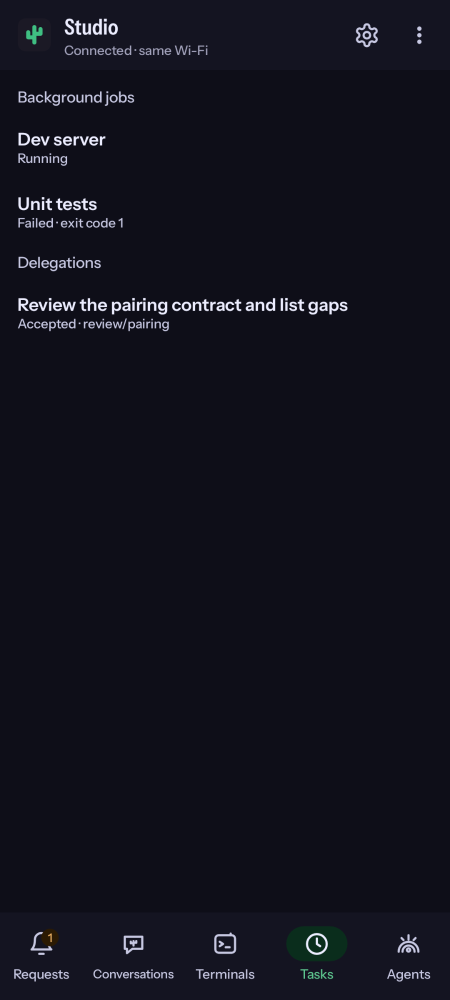 Studio
Connected · same Wi-Fi
Background jobs
Dev server
Running
Unit tests
Failed · exit code 1
Delegations
Review the pairing contract and list gaps
Accepted · review/pairing
1
Requests
Conversations
Terminals
Tasks
Agents